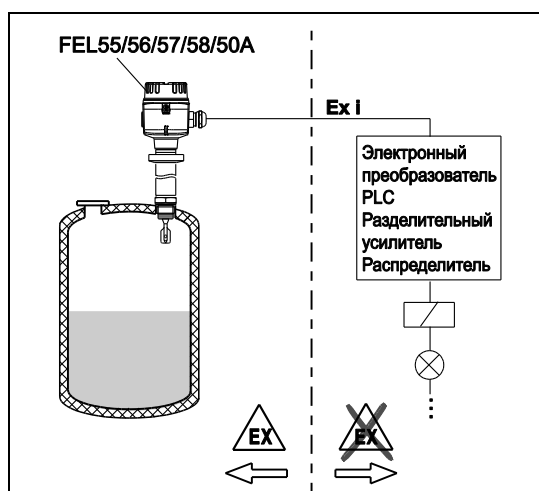 FEL55/56/57/58/50A
Ex i
Электронный
преобразователь
PLC
Разделительный
усилитель
Распределитель
EX
EX